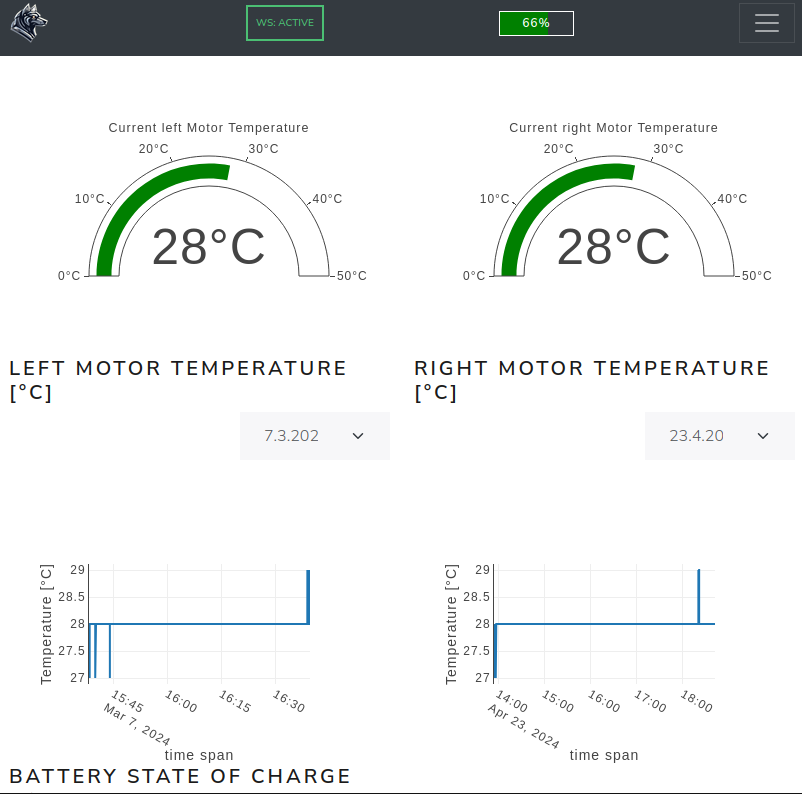 WS: ACTIVE
66%
Current left Motor Temperature
0°C 10°C 20°C 30°C 40°C 50°C
28°C
Current right Motor Temperature
0°C 10°C 20°C 30°C 40°C 50°C
28°C
LEFT MOTOR TEMPERATURE
[°C]
7.3.202
RIGHT MOTOR TEMPERATURE
[°C]
23.4.20
Temperature [°C]
29
28.5
28
27.5
27
15:45 16:00 16:15 16:30
Mar 7, 2024
time span
Temperature [°C]
29
28.5
28
27.5
27
14:00 15:00 16:00 17:00 18:00
Apr 23, 2024
time span
BATTERY STATE OF CHARGE